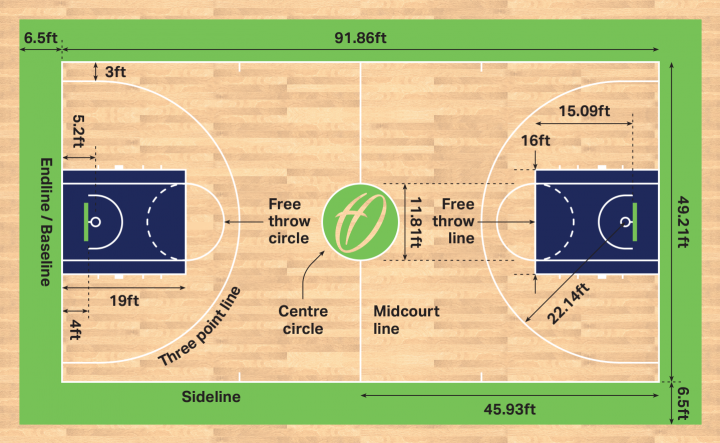 6.5ft
91.86ft
3ft
15.09ft
5.2ft
16ft
Endline / Baseline
Free
throw
circle
11.81ft
Free
throw
line
49.21ft
19ft
4ft
Three point line
Centre
circle
Midcourt
line
22.14ft
Sideline
45.93ft
6.5ft